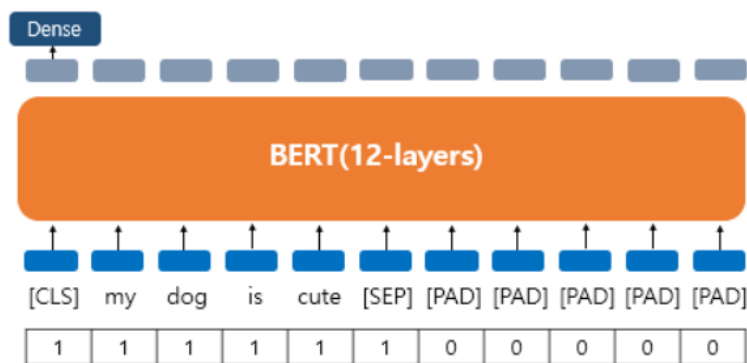 Dense
BERT(12-layers)
[CLS] my dog is cute [SEP] [PAD] [PAD] [PAD] [PAD] [PAD]
1 1 1 1 1 1 0 0 0 0 0